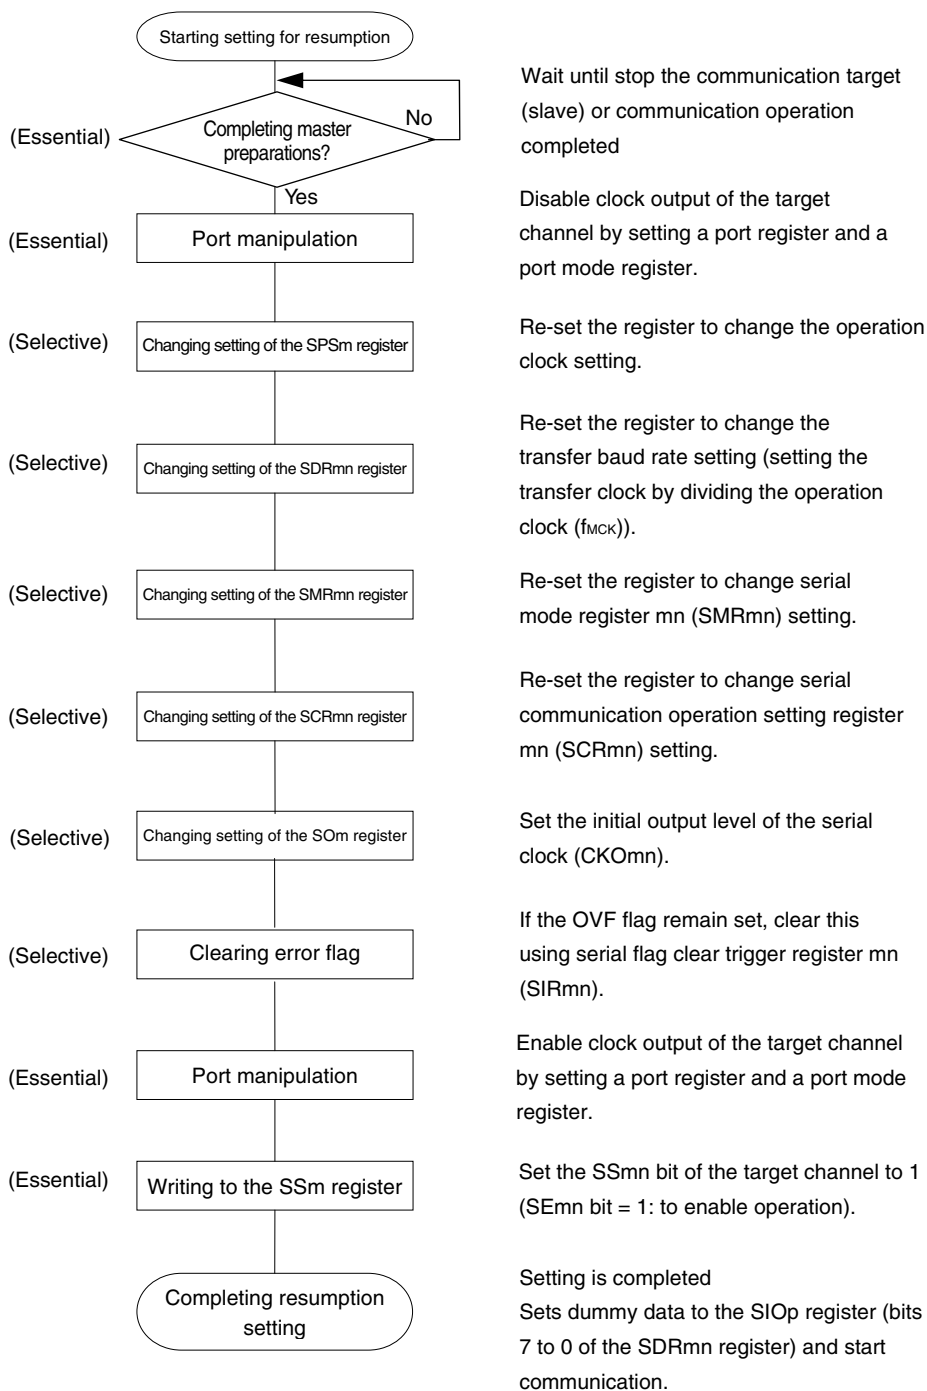 Starting setting for resumption
Wait until stop the communication target
(slave) or communication operation
completed
(Essential)
Completing master
preparations?
No
Yes
Disable clock output of the target
channel by setting a port register and a
port mode register.
(Essential)
Port manipulation
Re-set the register to change the operation
clock setting.
(Selective)
Changing setting of the SPSm register
Re-set the register to change the
transfer baud rate setting (setting the
transfer clock by dividing the operation
clock (fMCK)).
(Selective)
Changing setting of the SDRmn register
Re-set the register to change serial
mode register mn (SMRmn) setting.
(Selective)
Changing setting of the SMRmn register
Re-set the register to change serial
communication operation setting register
mn (SCRmn) setting.
(Selective)
Changing setting of the SCRmn register
Set the initial output level of the serial
clock (CKOmn).
(Selective)
Changing setting of the SOm register
If the OVF flag remain set, clear this
using serial flag clear trigger register mn
(SIRmn).
(Selective)
Clearing error flag
Enable clock output of the target channel
by setting a port register and a port mode
register.
(Essential)
Port manipulation
Set the SSmn bit of the target channel to 1
(SEmn bit = 1: to enable operation).
(Essential)
Writing to the SSm register
Completing resumption
setting
Setting is completed
Sets dummy data to the SIOp register (bits
7 to 0 of the SDRmn register) and start
communication.